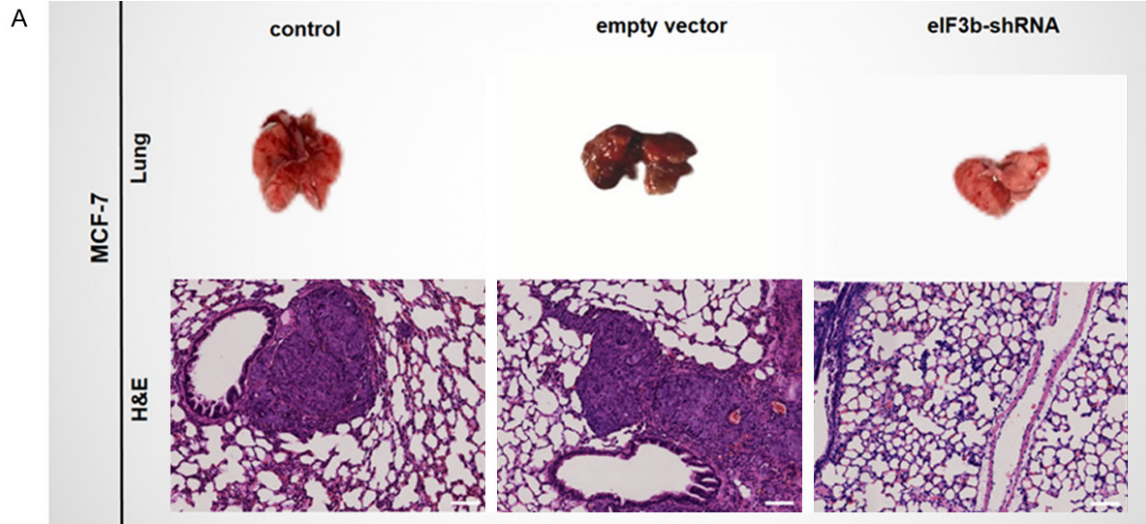 A
control
empty vector
eIF3b-shRNA
MCF-7
Lung
H&E